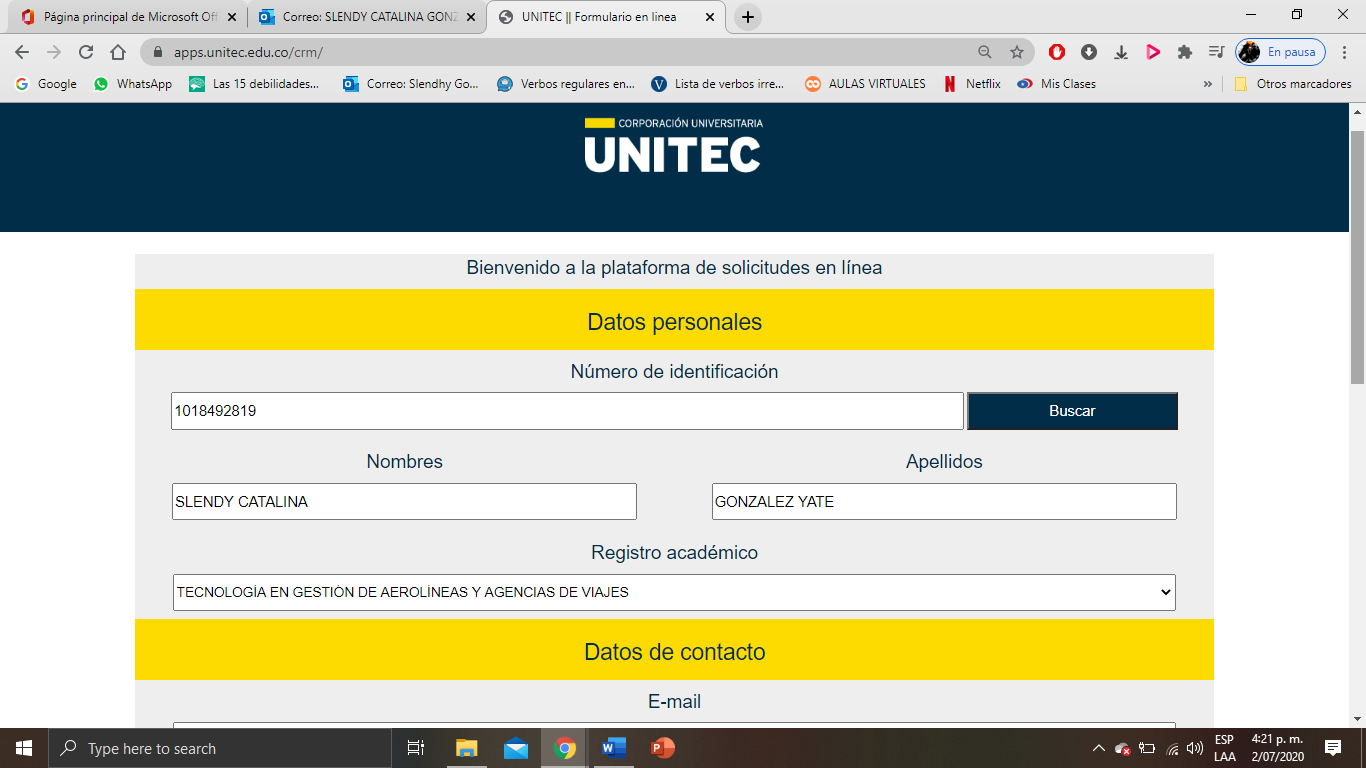 Página principal de Microsoft Off
Correo: SLENDY CATALINA GONZ
UNITEC || Formulario en linea
apps.unitec.edu.co/crm/
En pausa
Google
WhatsApp
Las 15 debilidades...
Correo: Slendhy Go...
Verbos regulares en...
Lista de verbos irre...
AULAS VIRTUALES
Netflix
Mis Clases
»
Otros marcadores
CORPORACIÓN UNIVERSITARIA
UNITEC
Bienvenido a la plataforma de solicitudes en línea
Datos personales
Número de identificación
1018492819
Buscar
Nombres
Apellidos
SLENDY CATALINA
GONZALEZ YATE
Registro académico
TECNOLOGÍA EN GESTIÓN DE AEROLÍNEAS Y AGENCIAS DE VIAJES
Datos de contacto
E-mail
Type here to search
ESP
LAA
4:21 p. m.
2/07/2020